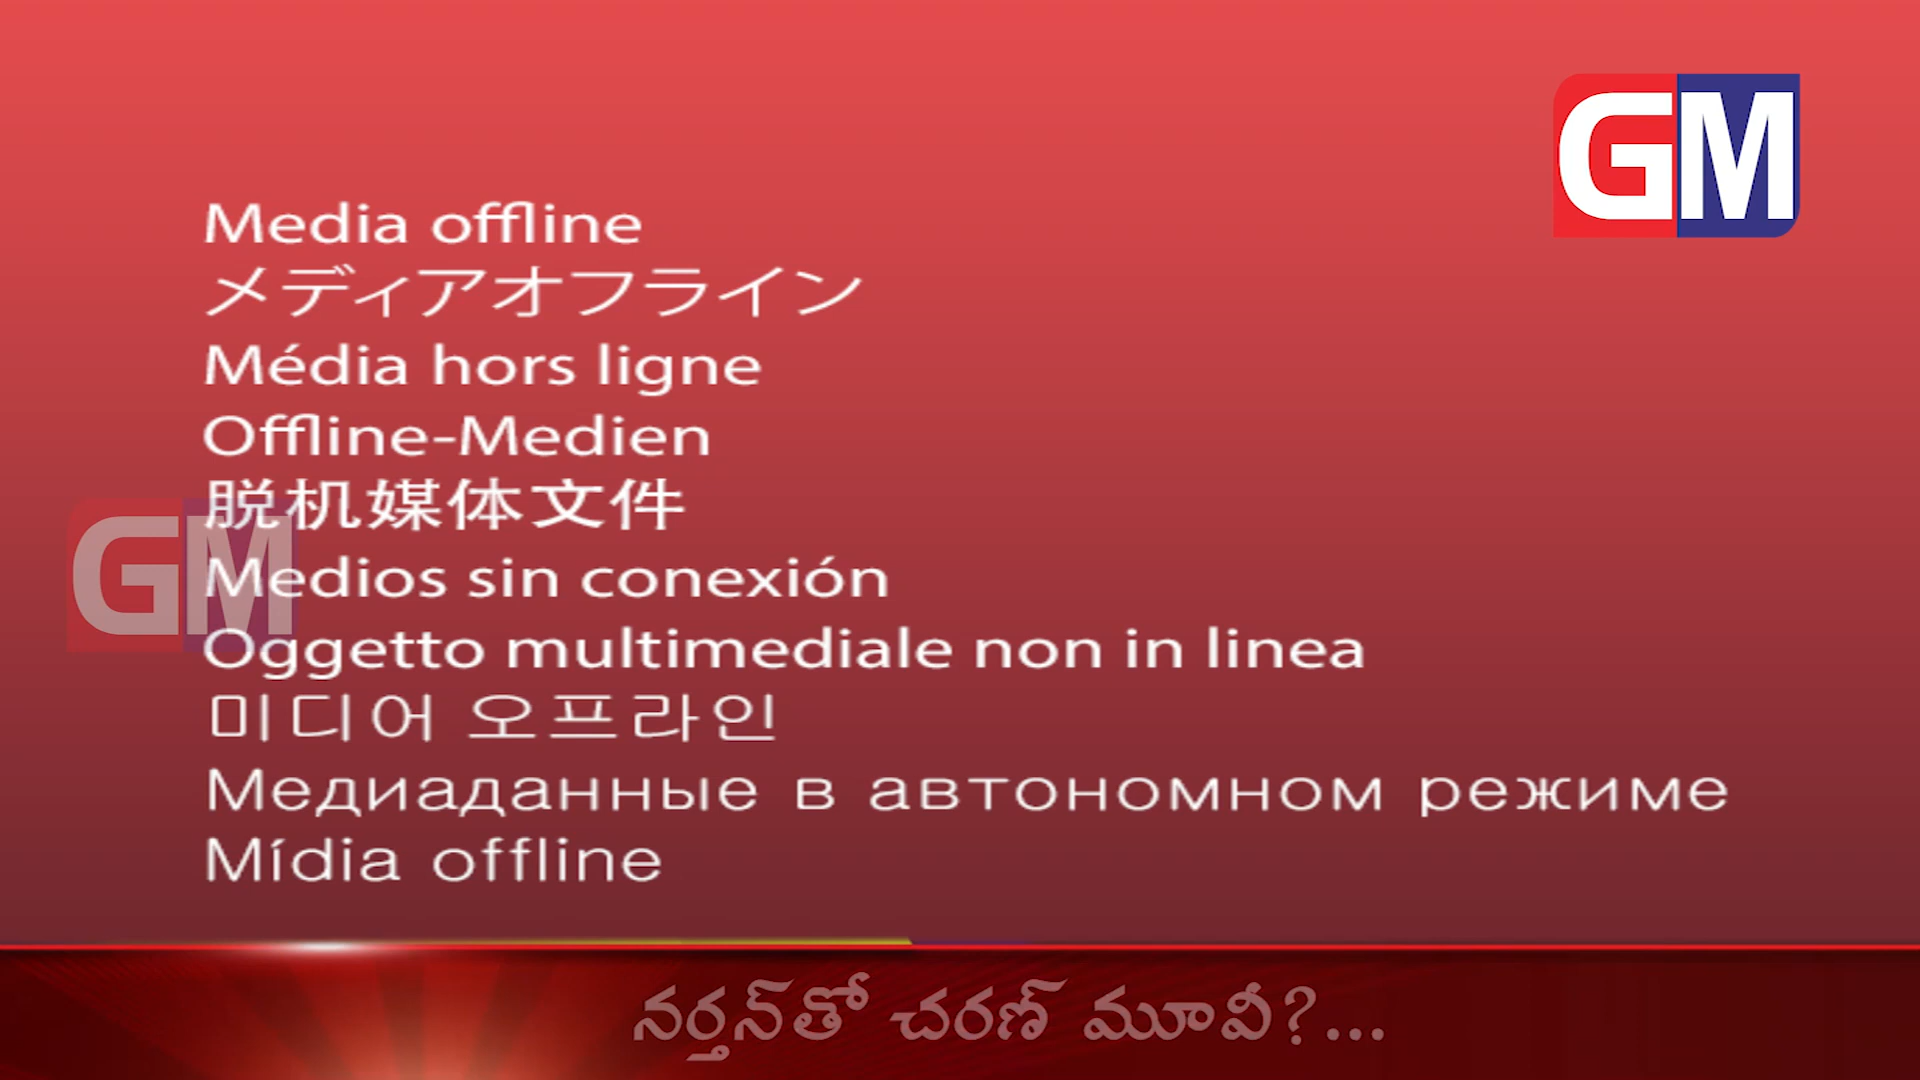 GM
Media offline
メディアオフライン
Média hors ligne
Offline-Medien
脱机媒体文件
GM
Medios sin conexión
Oggetto multimediale non in linea
미디어 오프라인
Медиаданные в автономном режиме
Mídia offline
నర్తన్‌తో చరణ్ మూవీ?...